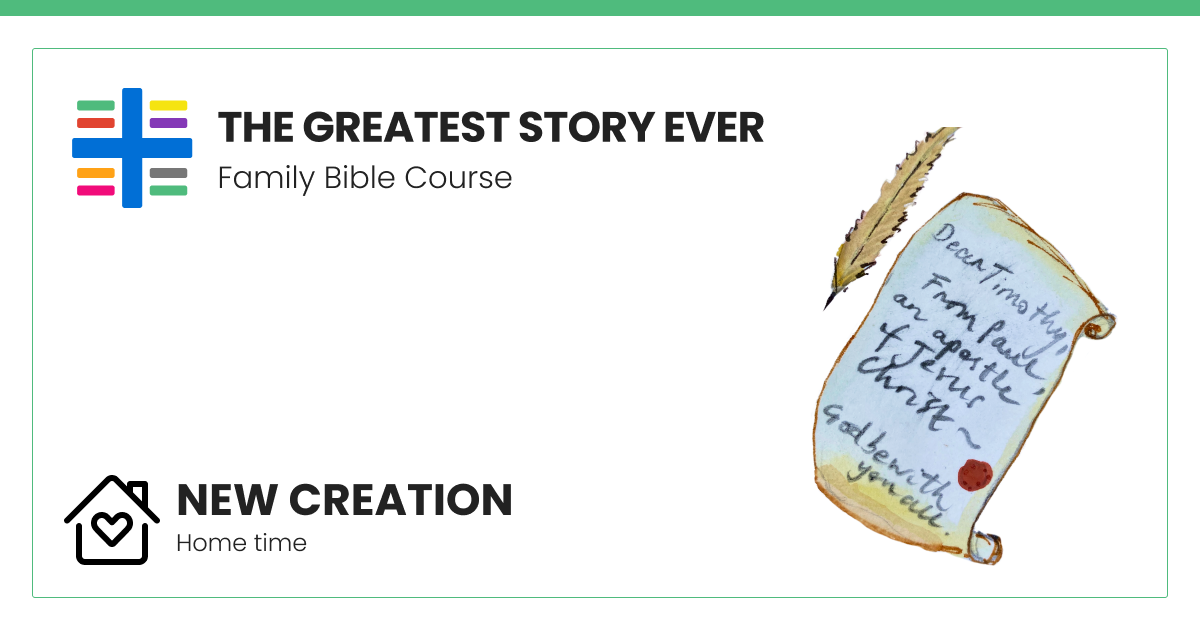 THE GREATEST STORY EVER
Family Bible Course
Dear Timothy,
From Paul,
an apostle
of Jesus
Christ ~
God be with
you all.
NEW CREATION
Home time